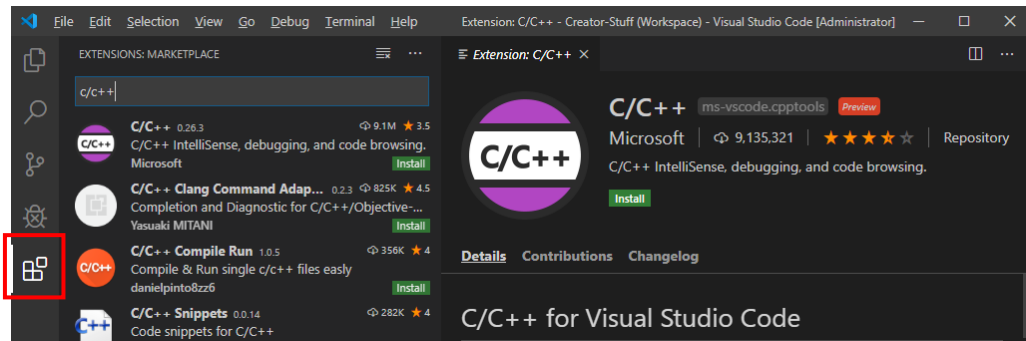 File Edit Selection View Go Debug Terminal Help Extension: C/C++ - Creator-Stuff (Workspace) - Visual Studio Code [Administrator]
EXTENSIONS: MARKETPLACE
c/c++
C/C++
C/C++ 0.26.3 9.1M 3.5
C/C++ IntelliSense, debugging, and code browsing.
Microsoft Install
C/C++ Clang Command Adap... 0.2.3 825K 4.5
Completion and Diagnostic for C/C++/Objective-...
Yasuaki MITANI Install
C/C++
C/C++ Compile Run 1.0.5 356K 4
Compile & Run single c/c++ files easly
danielpinto8zz6 Install
C++
C/C++ Snippets 0.0.14 282K 4
Code snippets for C/C++
Extension: C/C++
C/C++
C/C++ ms-vscode.cpptools Preview
Microsoft 9,135,321 Repository
C/C++ IntelliSense, debugging, and code browsing.
Install
Details Contributions Changelog
C/C++ for Visual Studio Code